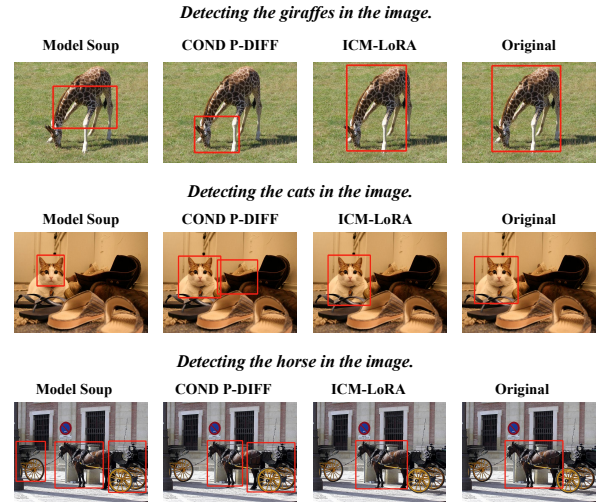 Detecting the giraffes in the image.
Model Soup COND P-DIFF ICM-LoRA Original
Detecting the cats in the image.
Model Soup COND P-DIFF ICM-LoRA Original
Detecting the horse in the image.
Model Soup COND P-DIFF ICM-LoRA Original